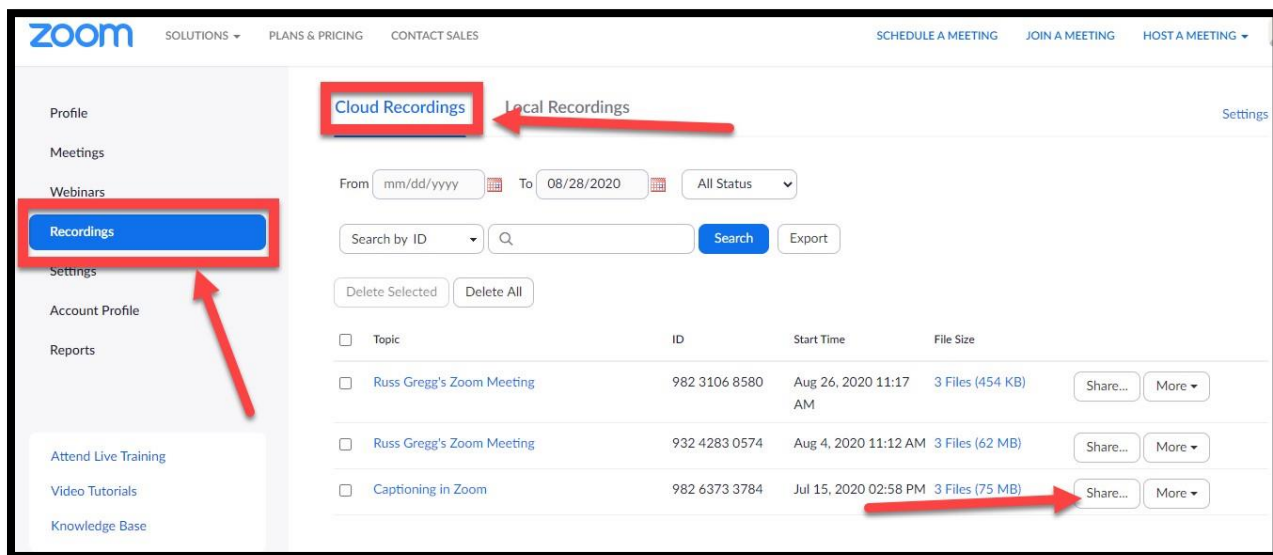 zoom SOLUTIONS PLANS & PRICING CONTACT SALES SCHEDULE A MEETING JOIN A MEETING HOST A MEETING
Profile
Meetings
Webinars
Recordings
Settings
Account Profile
Reports
Attend Live Training
Video Tutorials
Knowledge Base
Cloud Recordings Local Recordings
Settings
From mm/dd/yyyy To 08/28/2020 All Status
Search by ID Search Export
Delete Selected Delete All
Topic ID Start Time File Size
Russ Gregg's Zoom Meeting 982 3106 8580 Aug 26, 2020 11:17 3 Files (454 KB) Share... More
AM
Russ Gregg's Zoom Meeting 932 4283 0574 Aug 4, 2020 11:12 AM 3 Files (62 MB) Share... More
Captioning in Zoom 982 6373 3784 Jul 15, 2020 02:58 PM 3 Files (75 MB) Share... More